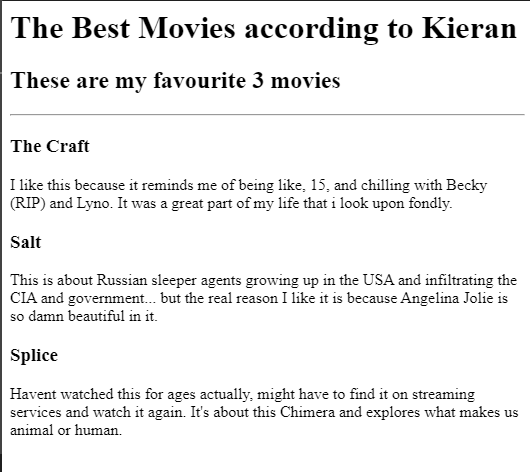 The Best Movies according to Kieran
These are my favourite 3 movies
The Craft
I like this because it reminds me of being like, 15, and chilling with Becky
(RIP) and Lyno. It was a great part of my life that i look upon fondly.
Salt
This is about Russian sleeper agents growing up in the USA and infiltrating the
CIA and government... but the real reason I like it is because Angelina Jolie is
so damn beautiful in it.
Splice
Havent watched this for ages actually, might have to find it on streaming
services and watch it again. It's about this Chimera and explores what makes us
animal or human.